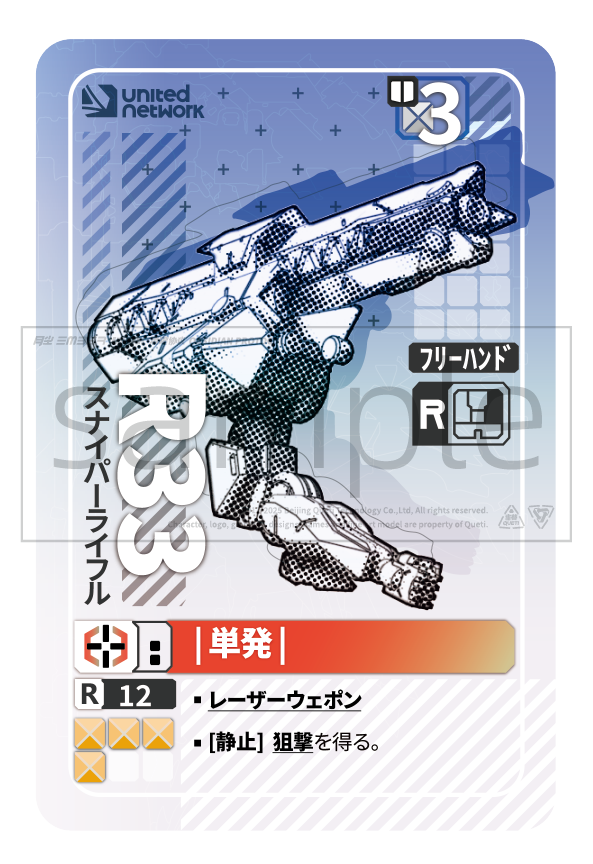 united
network
3
フリーハンド
R
R33
スナイパーライフル
sample
© 2025 Beijing Queti Technology Co.,Ltd, All rights reserved.
|単発|
R 12
▪ レーザーウェポン
▪ [静止] 狙撃を得る。